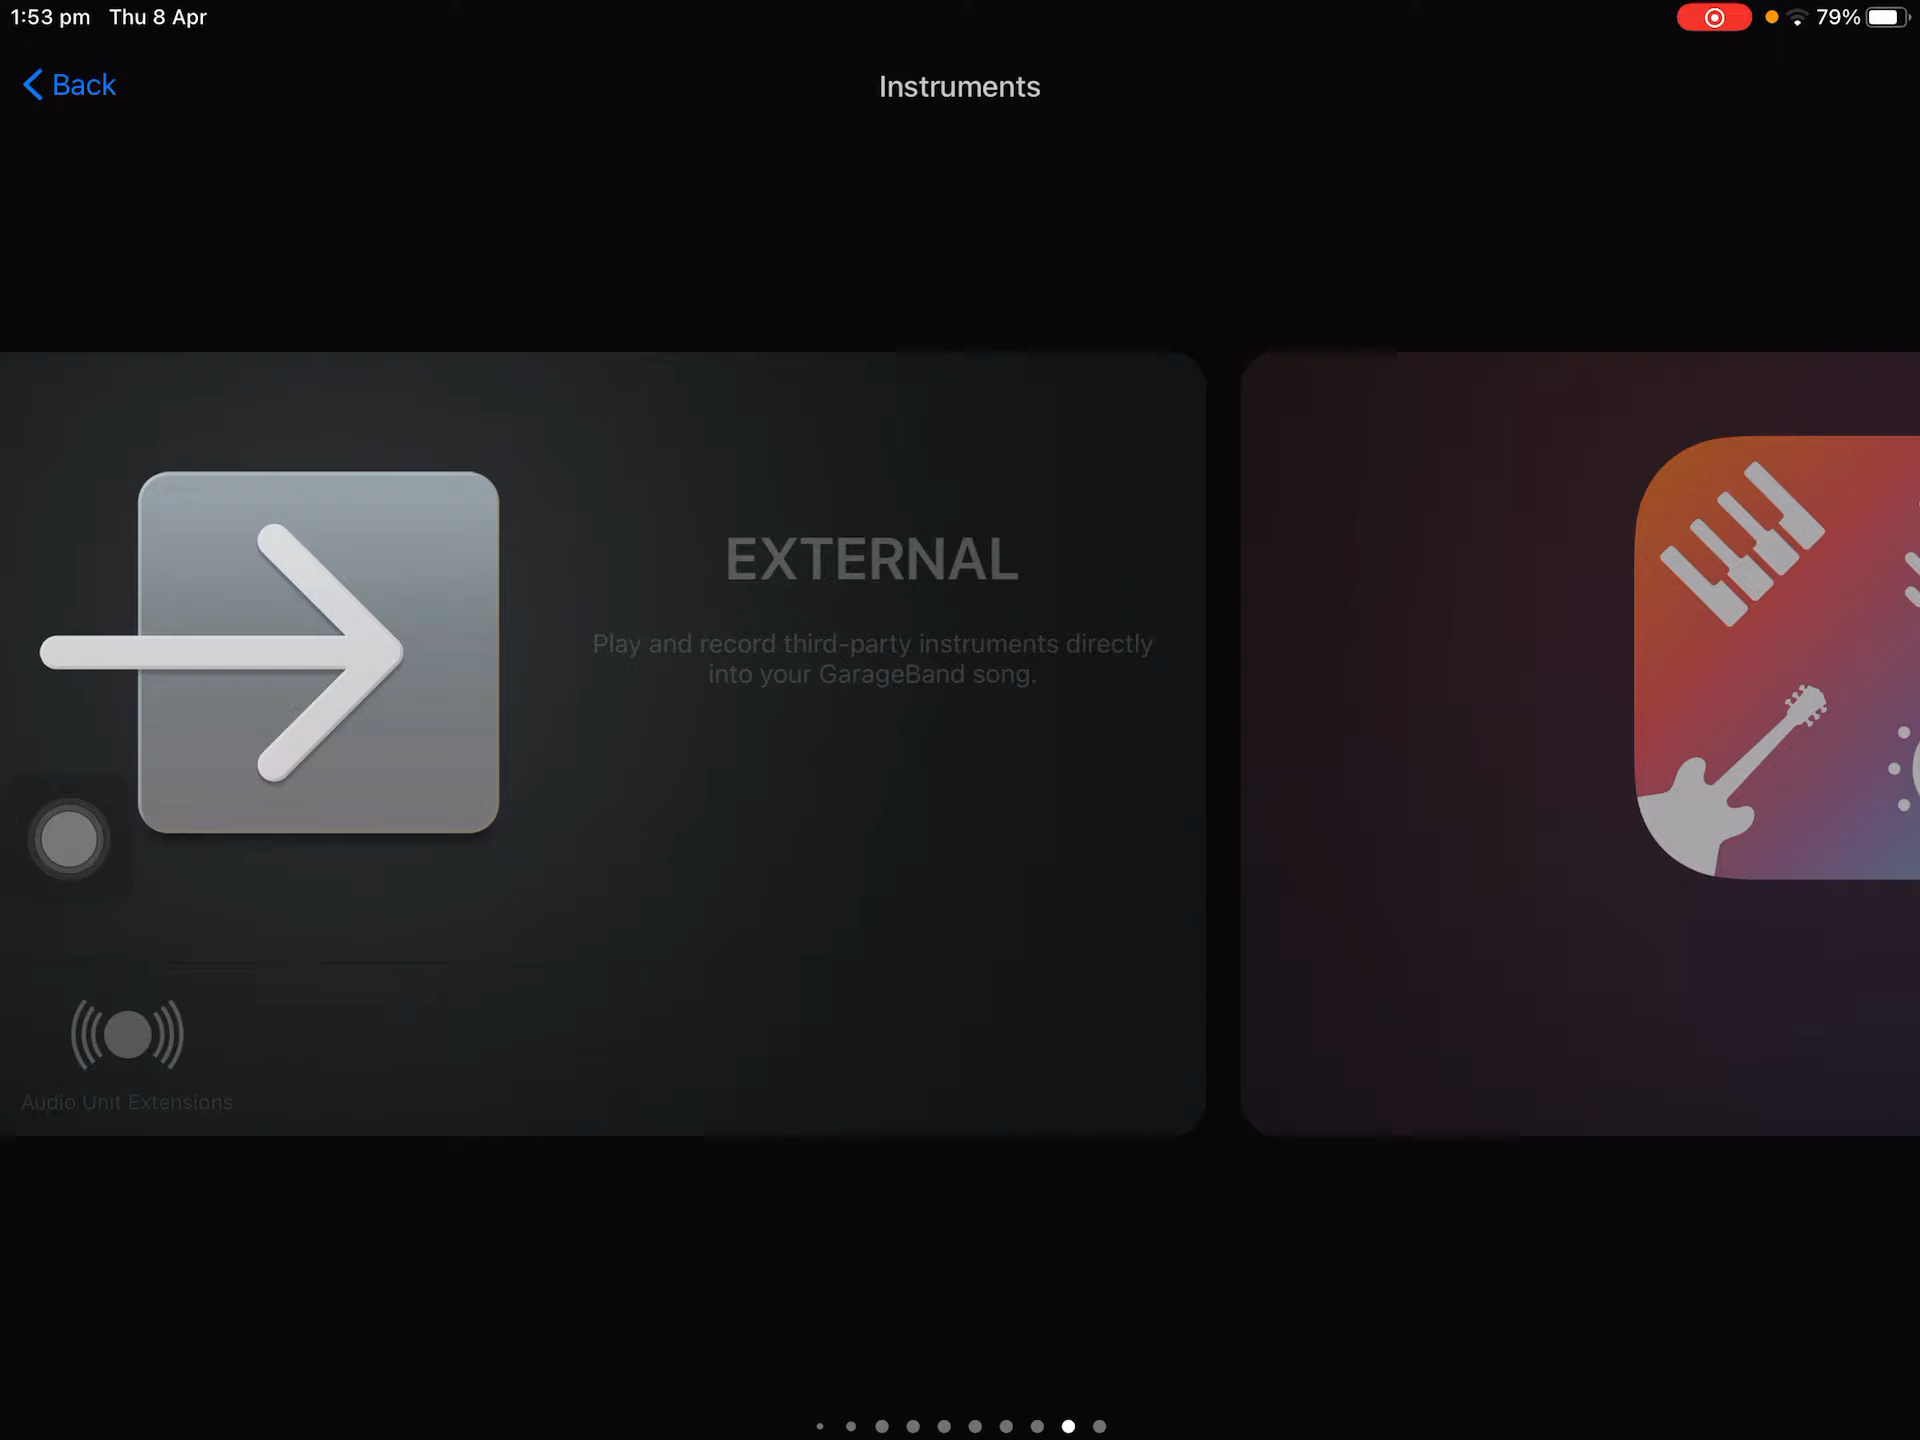 1:53 pm Thu 8 Apr
79%
Back
Instruments
EXTERNAL
Play and record third-party instruments directly
into your GarageBand song.
Audio Unit Extensions